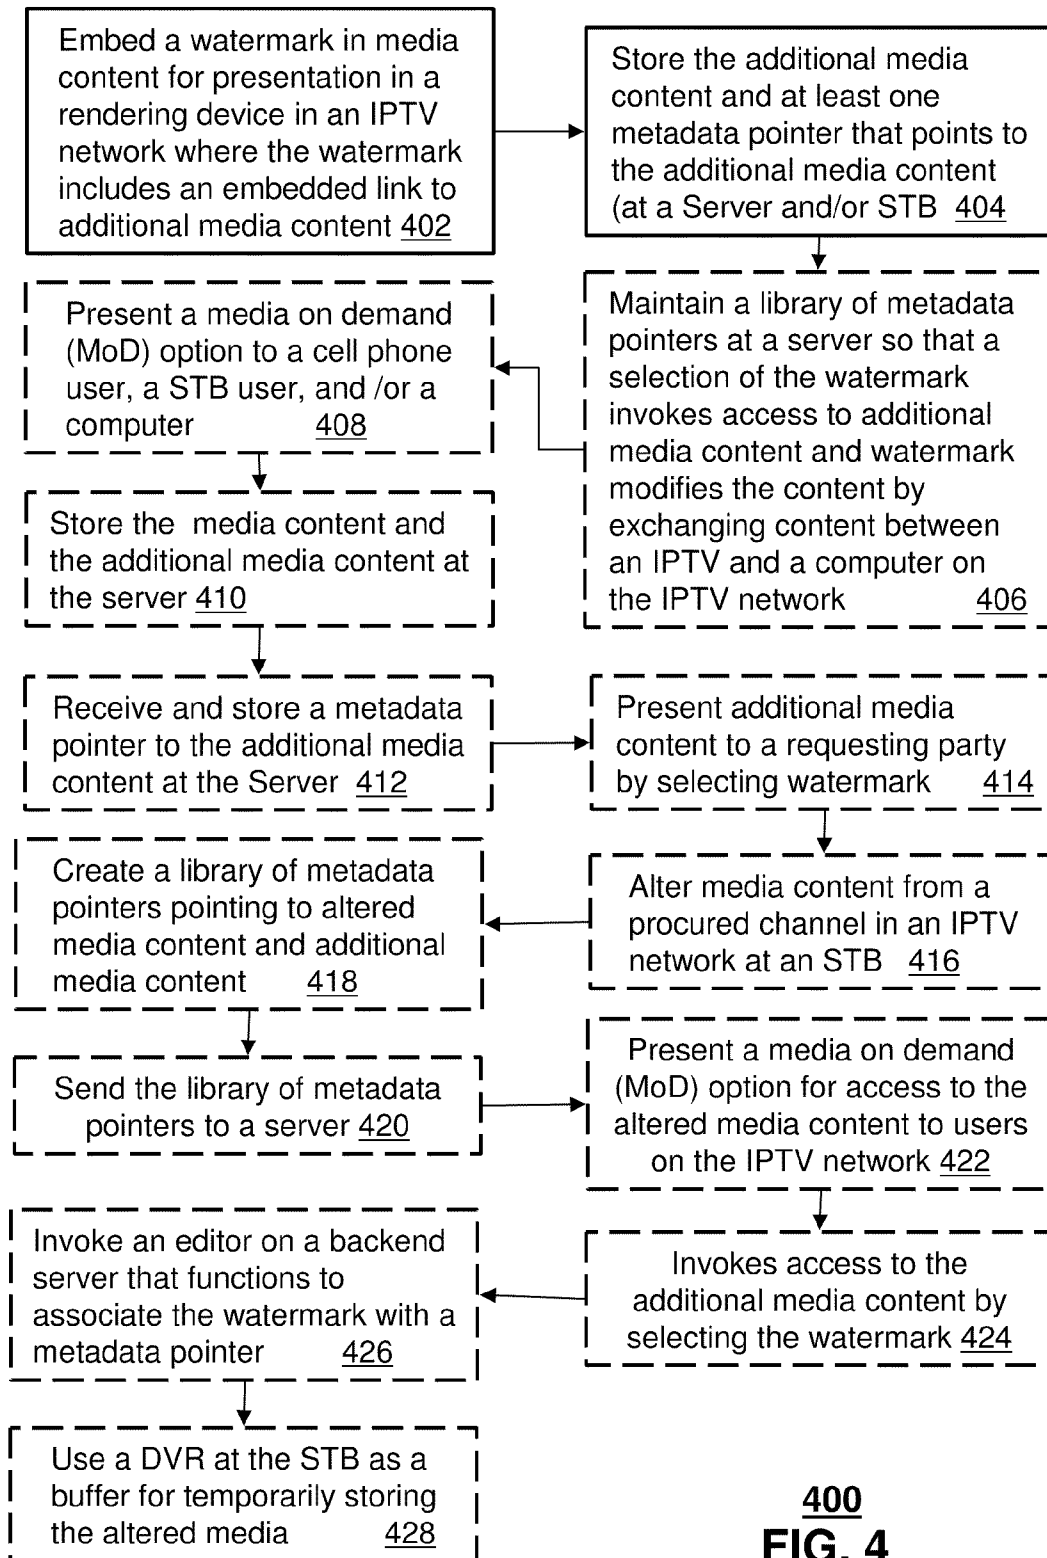 Embed a watermark in media
content for presentation in a
rendering device in an IPTV
network where the watermark
includes an embedded link to
additional media content 402
Store the additional media
content and at least one
metadata pointer that points to
the additional media content
(at a Server and/or STB 404
Maintain a library of metadata
pointers at a server so that a
selection of the watermark
invokes access to additional
media content and watermark
modifies the content by
exchanging content between
an IPTV and a computer on
the IPTV network 406
Present a media on demand
(MoD) option to a cell phone
user, a STB user, and /or a
computer 408
Store the media content and
the additional media content at
the server 410
Receive and store a metadata
pointer to the additional media
content at the Server 412
Present additional media
content to a requesting party
by selecting watermark 414
Alter media content from a
procured channel in an IPTV
network at an STB 416
Create a library of metadata
pointers pointing to altered
media content and additional
media content 418
Send the library of metadata
pointers to a server 420
Present a media on demand
(MoD) option for access to the
altered media content to users
on the IPTV network 422
Invokes access to the
additional media content by
selecting the watermark 424
Invoke an editor on a backend
server that functions to
associate the watermark with a
metadata pointer 426
Use a DVR at the STB as a
buffer for temporarily storing
the altered media 428
400
FIG. 4